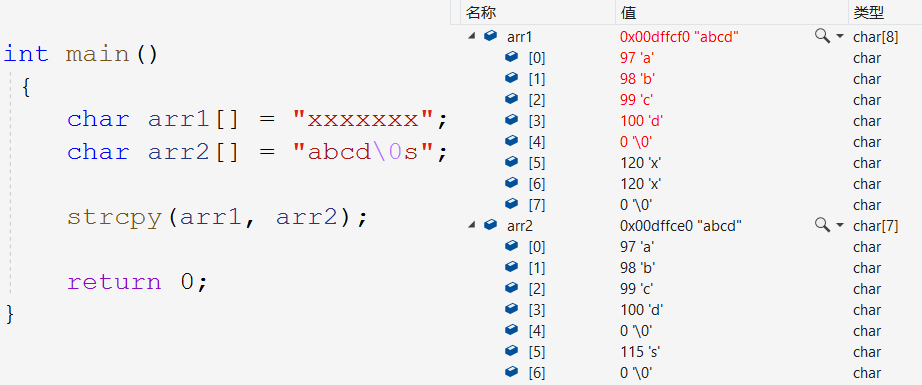 int main()
{
char arr1[] = "xxxxxxx";
char arr2[] = "abcd\0s";
strcpy(arr1, arr2);
return 0;
}
名称 值 类型
arr1 0x00dffcf0 "abcd" char[8]
[0] 97 'a' char
[1] 98 'b' char
[2] 99 'c' char
[3] 100 'd' char
[4] 0 '\0' char
[5] 120 'x' char
[6] 120 'x' char
[7] 0 '\0' char
arr2 0x00dffce0 "abcd" char[7]
[0] 97 'a' char
[1] 98 'b' char
[2] 99 'c' char
[3] 100 'd' char
[4] 0 '\0' char
[5] 115 's' char
[6] 0 '\0' char